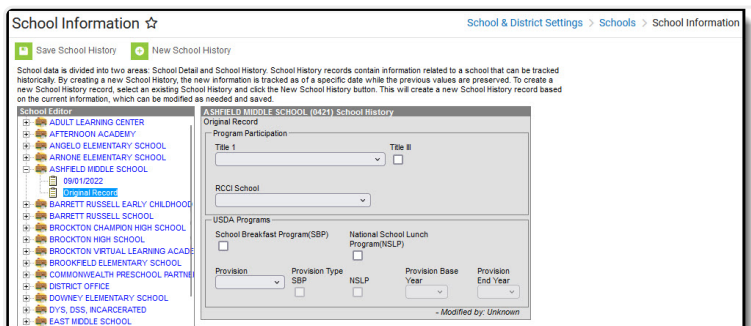 School Information ☆
School & District Settings > Schools > School Information
Save School History New School History
School data is divided into two areas: School Detail and School History. School History records contain information related to a school that can be tracked
historically. By creating a new School History, the new information is tracked as of a specific date while the previous values are preserved. To create a
new School History record, select an existing School History and click the New School History button. This will create a new School History record based
on the current information, which can be modified as needed and saved.
School Editor
ADULT LEARNING CENTER
AFTERNOON ACADEMY
ANGELO ELEMENTARY SCHOOL
ARNONE ELEMENTARY SCHOOL
ASHFIELD MIDDLE SCHOOL
09/01/2022
Original Record
BARRETT RUSSELL EARLY CHILDHOOD
BARRETT RUSSELL SCHOOL
BROCKTON CHAMPION HIGH SCHOOL
BROCKTON HIGH SCHOOL
BROCKTON VIRTUAL LEARNING ACADE
BROOKFIELD ELEMENTARY SCHOOL
COMMONWEALTH PRESCHOOL PARTNE
DISTRICT OFFICE
DOWNEY ELEMENTARY SCHOOL
DYS, DSS, INCARCERATED
EAST MIDDLE SCHOOL
ASHFIELD MIDDLE SCHOOL (0421) School History
Original Record
Program Participation
Title 1 Title III
RCCI School
USDA Programs
School Breakfast Program(SBP) National School Lunch
Program(NSLP)
Provision Provision Type Provision Base Provision
SBP NSLP Year End Year
- Modified by: Unknown